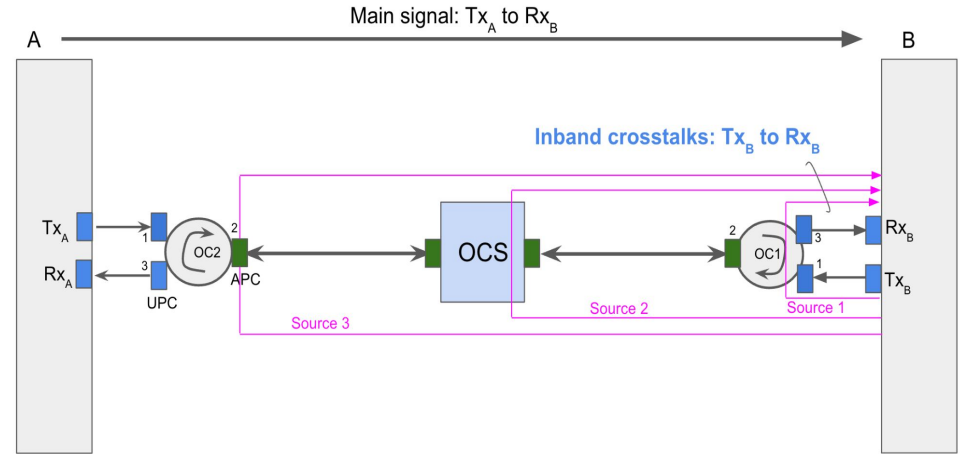 Main signal: TxA to RxB
A
B
Inband crosstalks: TxB to RxB
TxA
1
2
OCS
2
3
RxB
OC2
OC1
RxA
3
APC
1
TxB
UPC
Source 1
Source 2
Source 3